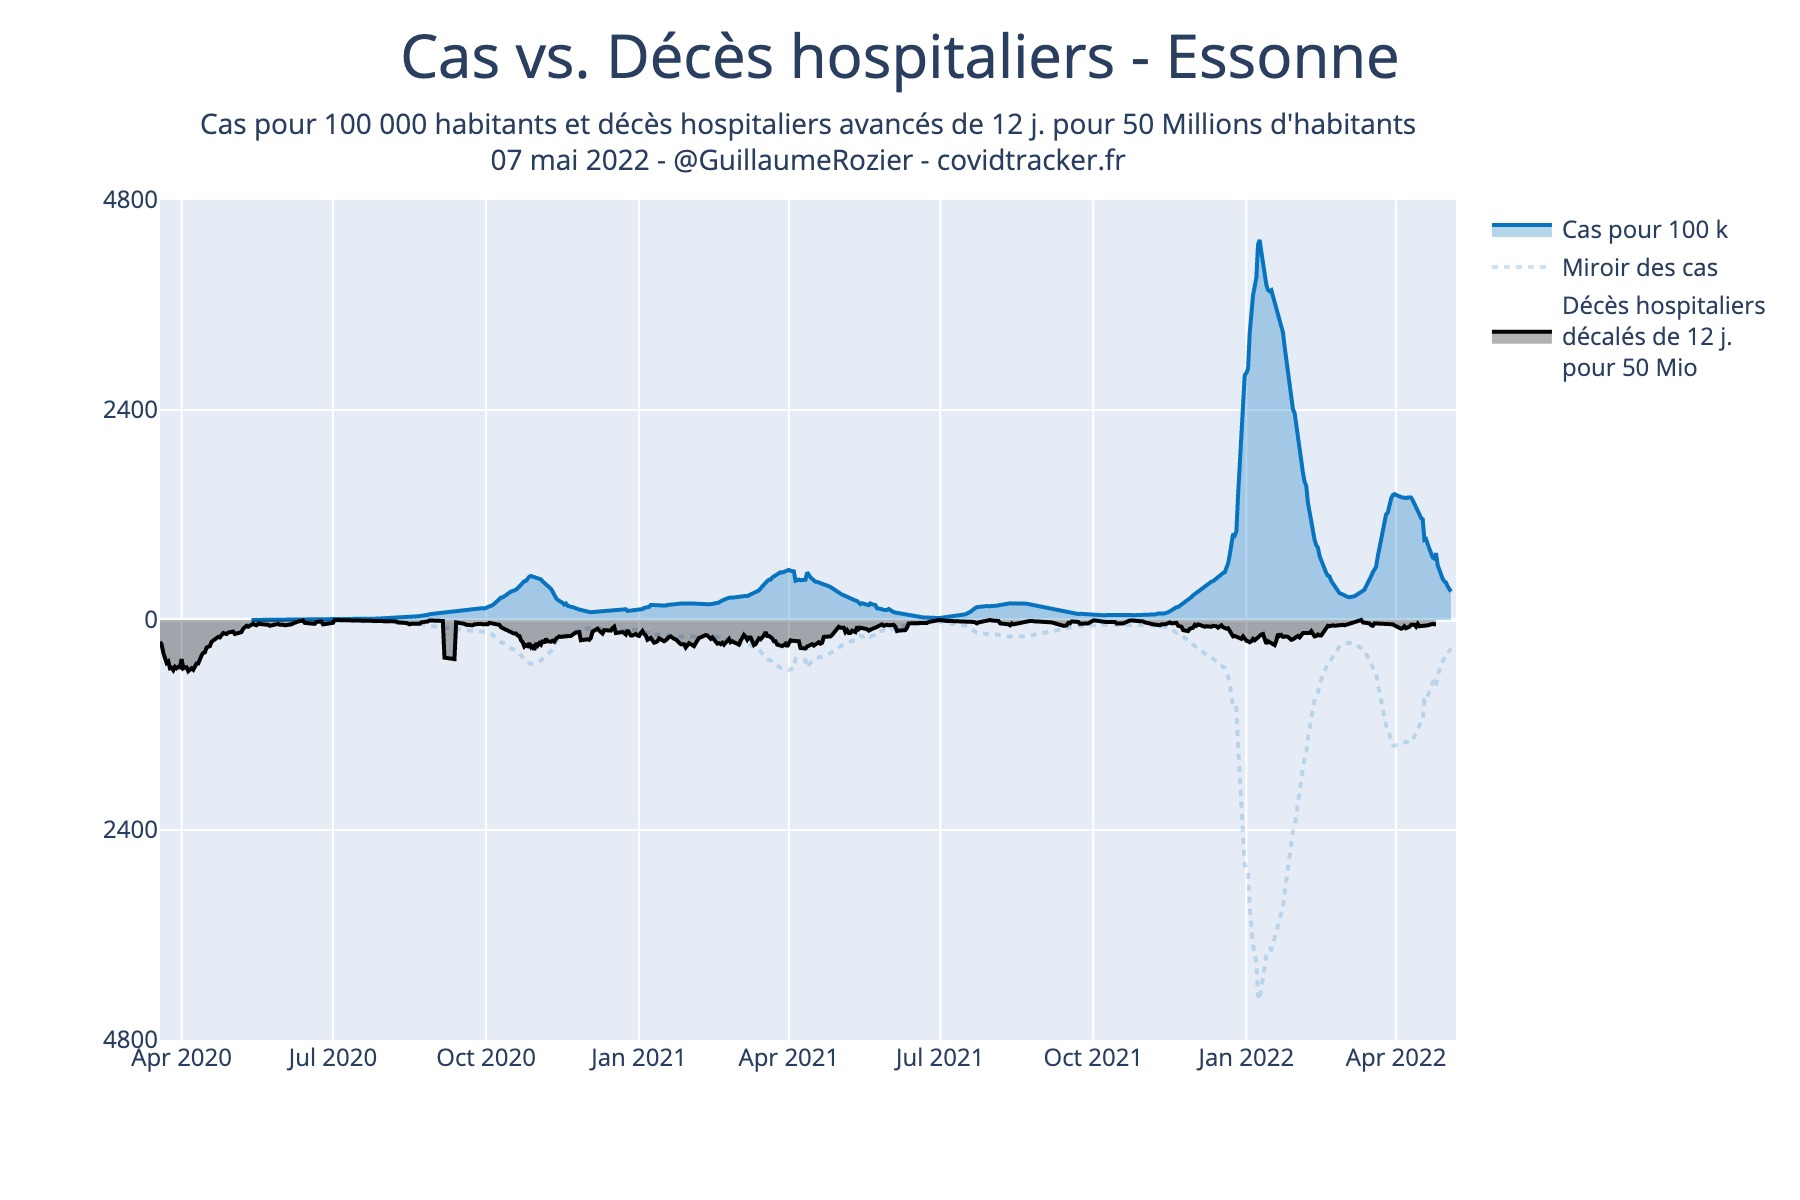 Cas vs. Décès hospitaliers - Essonne
Cas pour 100 000 habitants et décès hospitaliers avancés de 12 j. pour 50 Millions d'habitants
07 mai 2022 - @GuillaumeRozier - covidtracker.fr
4800
2400
0
2400
4800
Apr 2020
Jul 2020
Oct 2020
Jan 2021
Apr 2021
Jul 2021
Oct 2021
Jan 2022
Apr 2022
Cas pour 100 k
Miroir des cas
Décès hospitaliers
décalés de 12 j.
pour 50 Mio